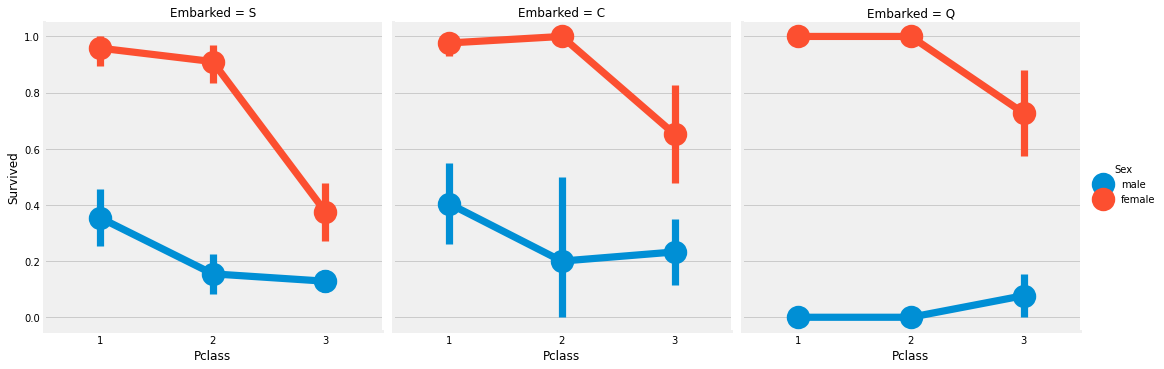 Embarked = S
Embarked = C
Embarked = Q
1.0
0.8
0.6
0.4
0.2
0.0
Survived
1 2 3
1 2 3
1 2 3
Pclass
Pclass
Pclass
Sex
male
female